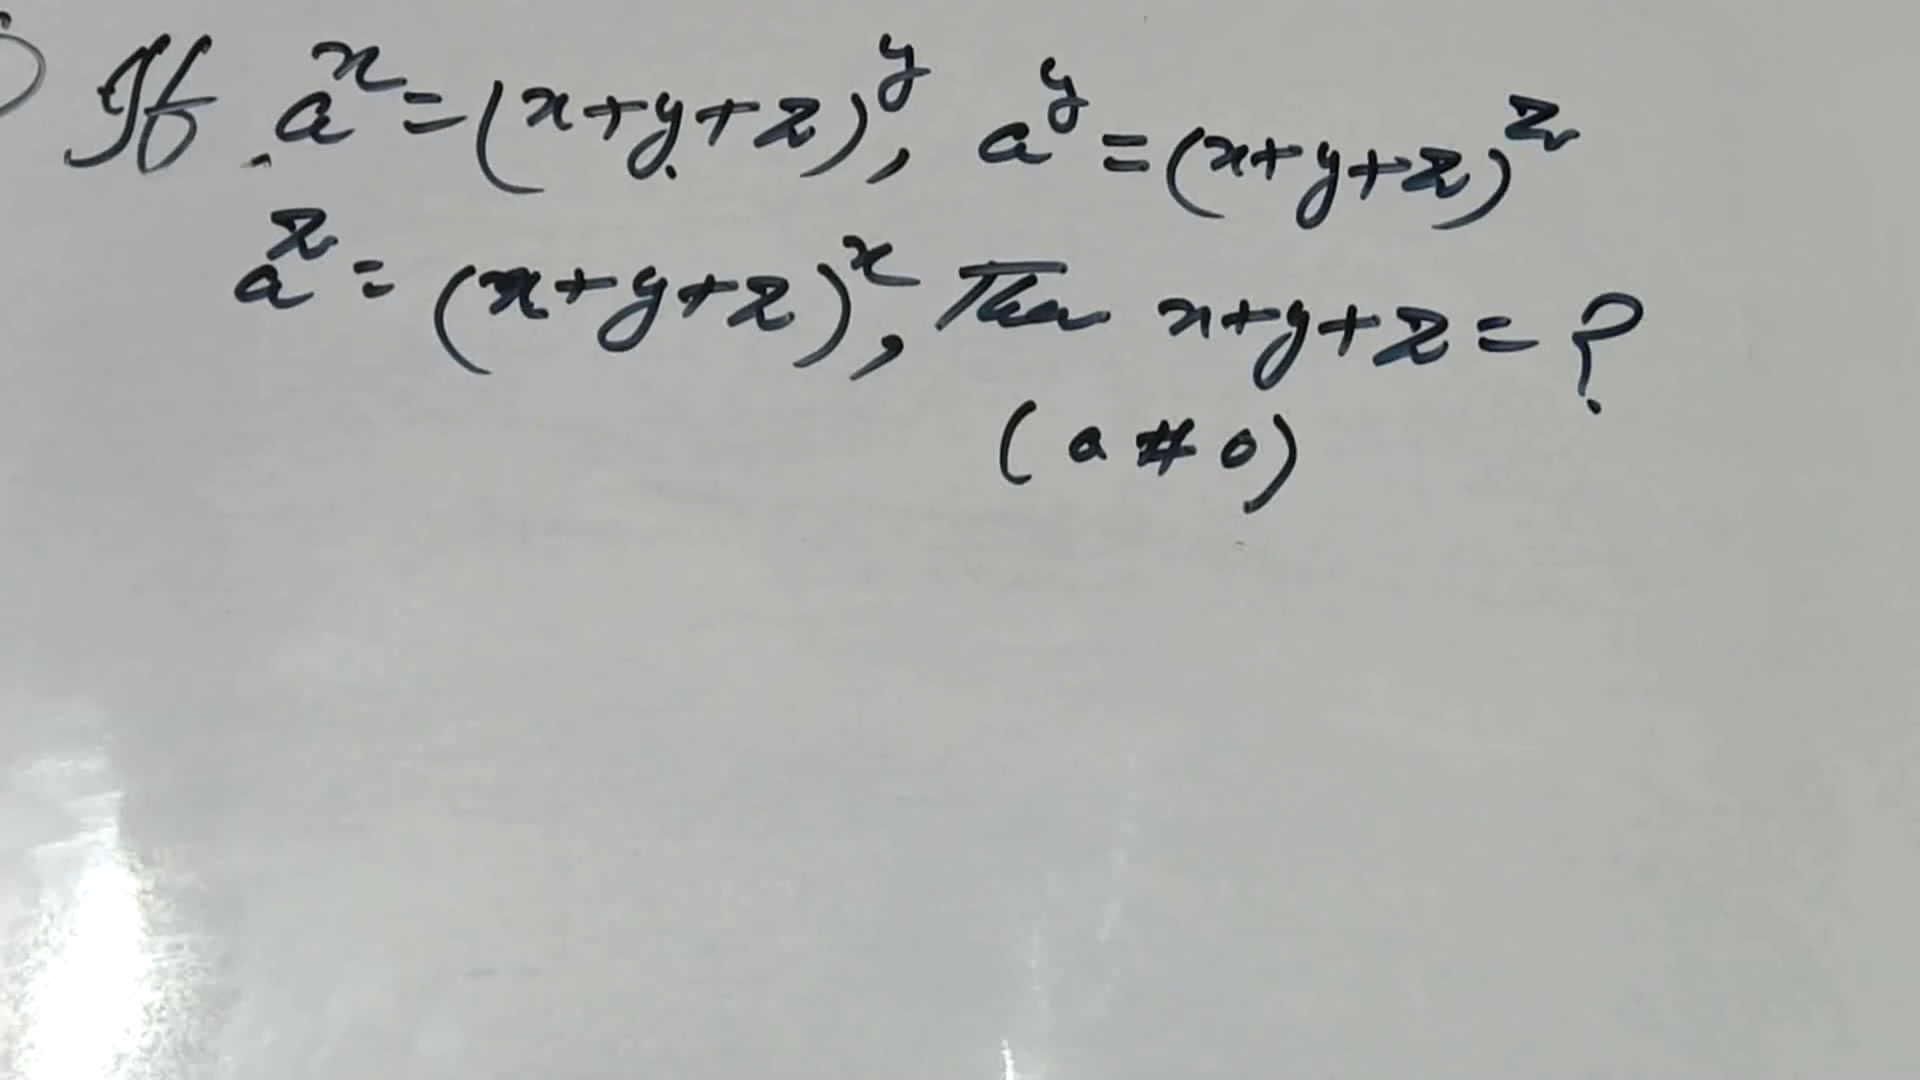 If a^x = (x+y+z)^y, a^y = (x+y+z)^z
a^z = (x+y+z)^x, Then x+y+z = ?
(a ≠ 0)